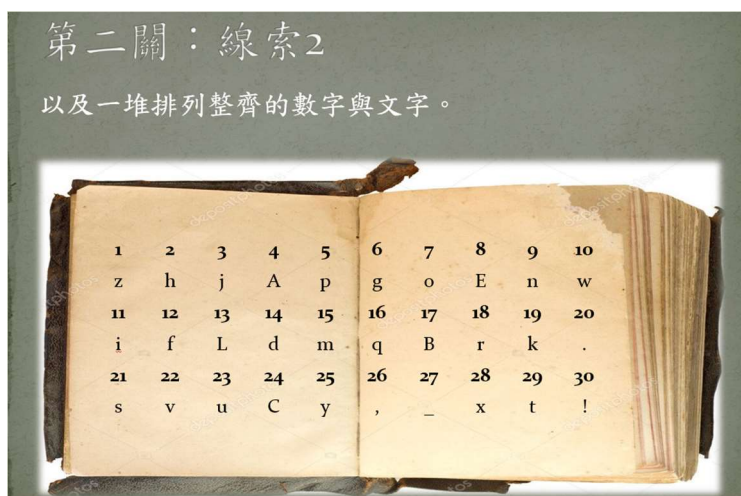 第二關：線索2
以及一堆排列整齊的數字與文字。
1 2 3 4 5 6 7 8 9 10
z h j A p g o E n w
11 12 13 14 15 16 17 18 19 20
i f L d m q B r k .
21 22 23 24 25 26 27 28 29 30
s v u C y , _ x t !